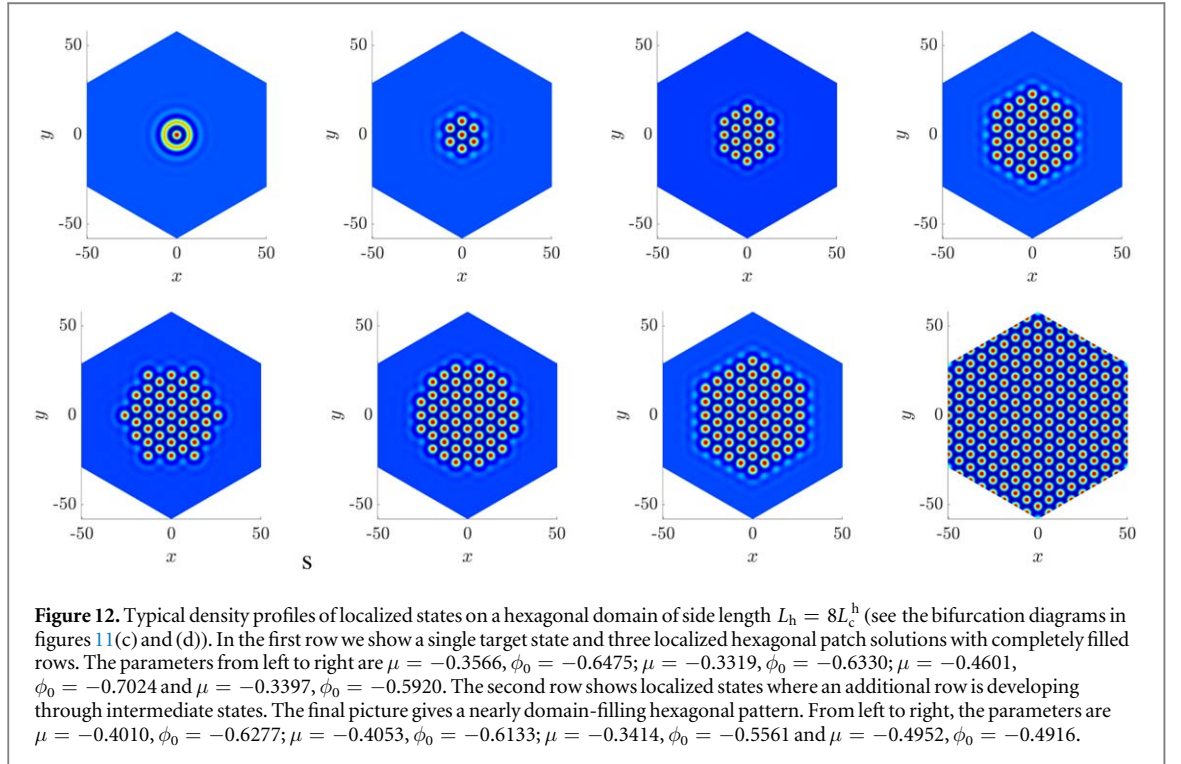 50
0
-50
y
-50
0
50
x
50
0
-50
y
-50
0
50
x
50
0
-50
y
-50
0
50
x
50
0
-50
y
-50
0
50
x
50
0
-50
y
-50
0
50
x
s
50
0
-50
y
-50
0
50
x
50
0
-50
y
-50
0
50
x
50
0
-50
y
-50
0
50
x
Figure 12. Typical density profiles of localized states on a hexagonal domain of side length L_h = 8L_c^h (see the bifurcation diagrams in
figures 11(c) and (d)). In the first row we show a single target state and three localized hexagonal patch solutions with completely filled
rows. The parameters from left to right are μ = −0.3566, ϕ₀ = −0.6475; μ = −0.3319, ϕ₀ = −0.6330; μ = −0.4601,
ϕ₀ = −0.7024 and μ = −0.3397, ϕ₀ = −0.5920. The second row shows localized states where an additional row is developing
through intermediate states. The final picture gives a nearly domain-filling hexagonal pattern. From left to right, the parameters are
μ = −0.4010, ϕ₀ = −0.6277; μ = −0.4053, ϕ₀ = −0.6133; μ = −0.3414, ϕ₀ = −0.5561 and μ = −0.4952, ϕ₀ = −0.4916.